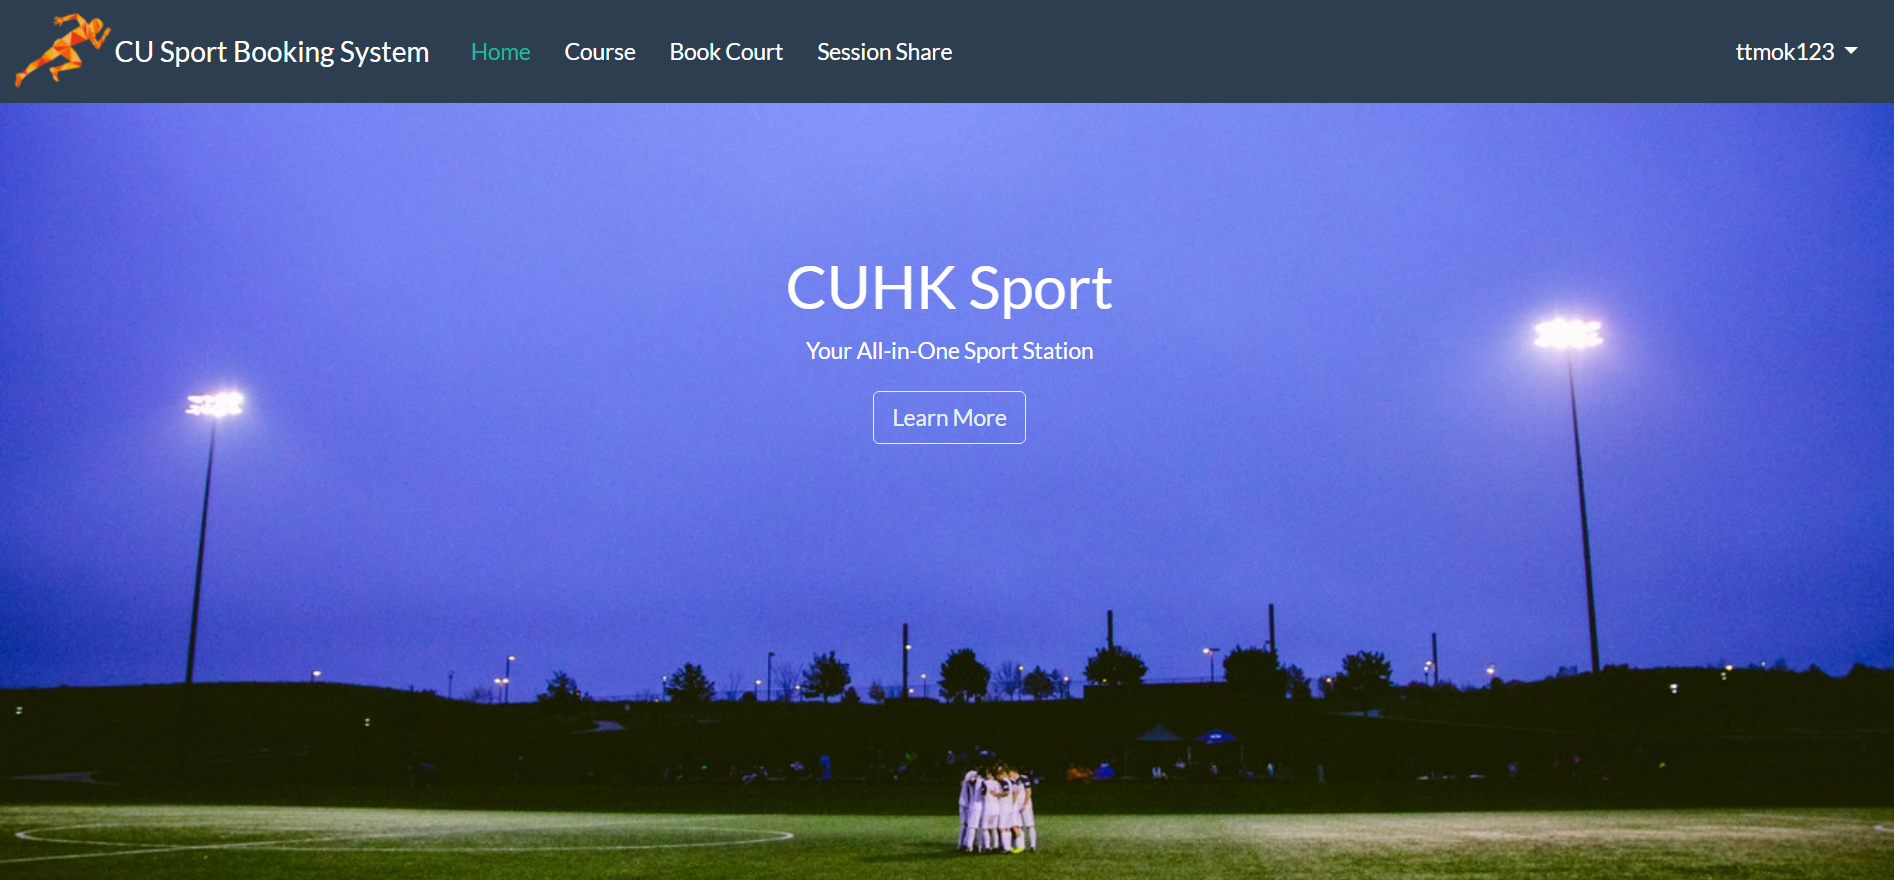 CU Sport Booking System Home Course Book Court Session Share ttmok123
CUHK Sport
Your All-in-One Sport Station
Learn More